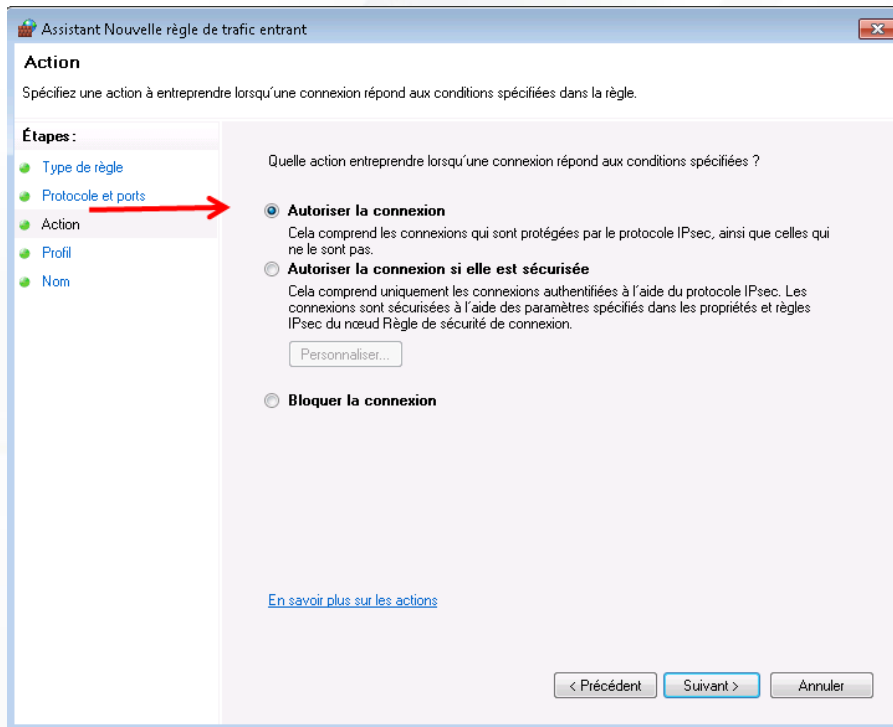 Assistant Nouvelle règle de trafic entrant
Action
Spécifiez une action à entreprendre lorsqu'une connexion répond aux conditions spécifiées dans la règle.
Étapes :
Type de règle
Protocole et ports
Action
Profil
Nom
Quelle action entreprendre lorsqu'une connexion répond aux conditions spécifiées ?
Autoriser la connexion
Cela comprend les connexions qui sont protégées par le protocole IPsec, ainsi que celles qui
ne le sont pas.
Autoriser la connexion si elle est sécurisée
Cela comprend uniquement les connexions authentifiées à l'aide du protocole IPsec. Les
connexions sont sécurisées à l'aide des paramètres spécifiés dans les propriétés et règles
IPsec du nœud Règle de sécurité de connexion.
Personnaliser...
Bloquer la connexion
En savoir plus sur les actions
< Précédent
Suivant >
Annuler